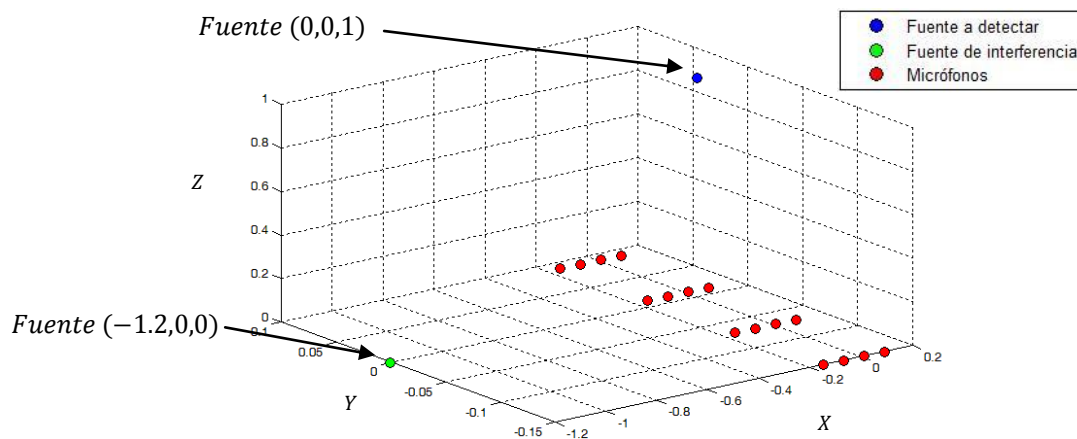 Fuente (0,0,1)
Fuente a detectar
Fuente de interferencia
Micrófonos
1
0.8
0.6
0.4
0.2
0
Z
Fuente (−1.2,0,0)
0.1
0.05
0
-0.05
-0.1
-0.15
Y
-1.2
-1
-0.8
-0.6
-0.4
-0.2
0
0.2
X